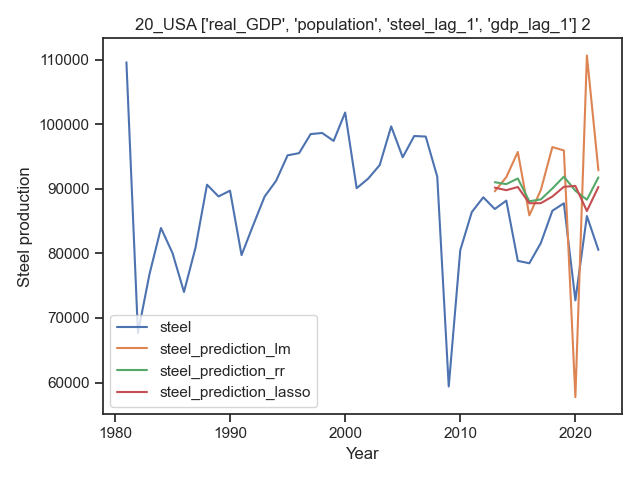 20_USA ['real_GDP', 'population', 'steel_lag_1', 'gdp_lag_1'] 2
110000
100000
90000
80000
70000
60000
Steel production
steel
steel_prediction_lm
steel_prediction_rr
steel_prediction_lasso
1980 1990 2000 2010 2020
Year